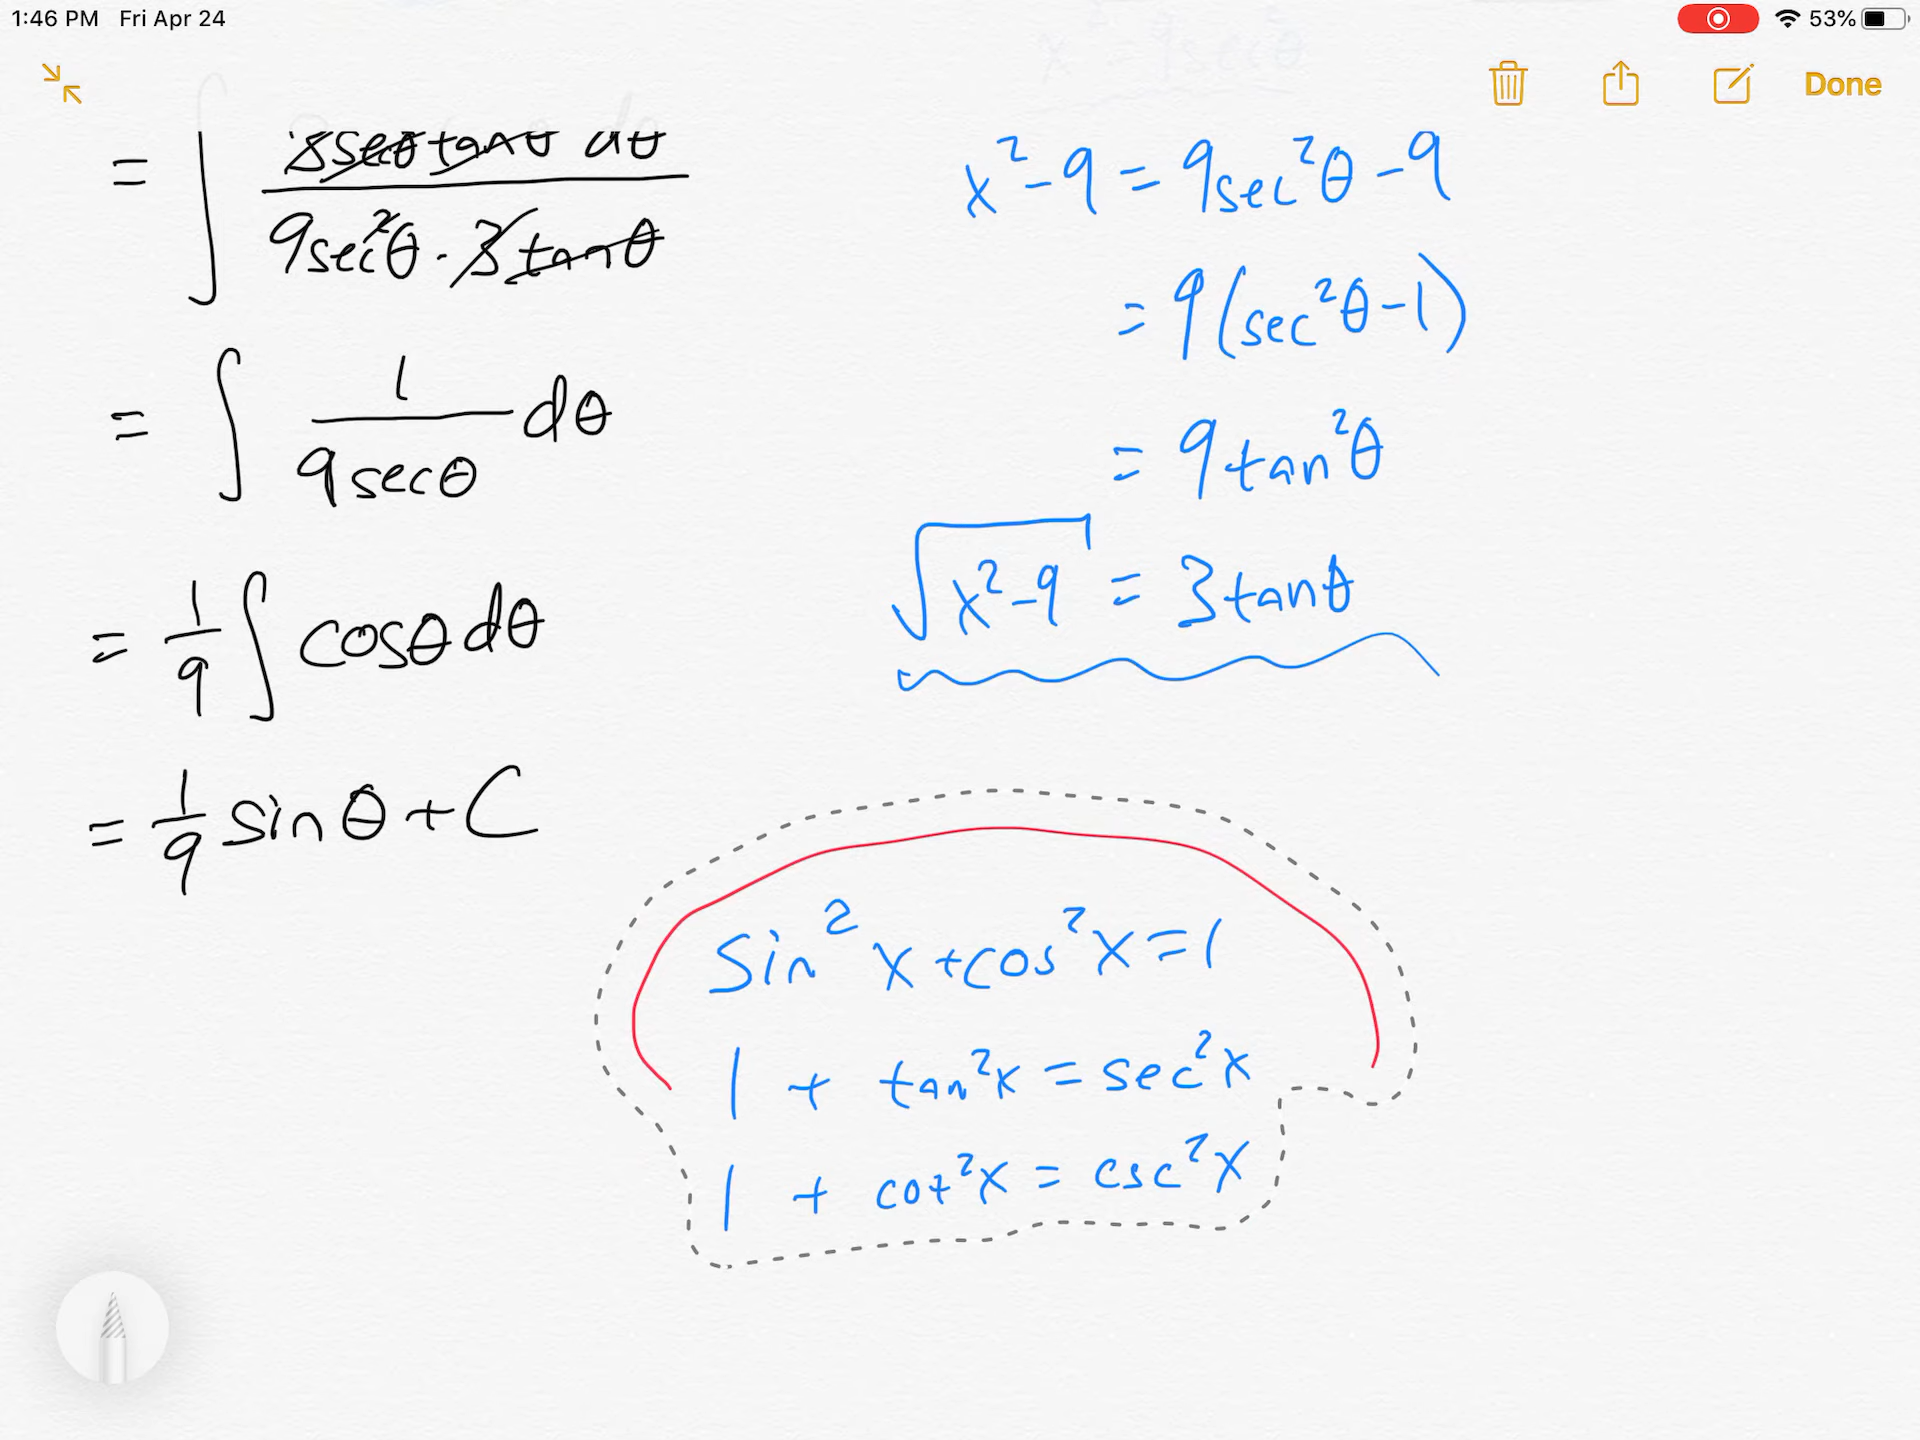 1:46 PM Fri Apr 24
53%
Done
= ∫ 3secθtanθ dθ / 9sec²θ · 3tanθ
= ∫ 1 / 9secθ dθ
= 1/9 ∫ cosθ dθ
= 1/9 sinθ + C
x² - 9 = 9sec²θ - 9
= 9(sec²θ - 1)
= 9tan²θ
√x² - 9 = 3tanθ
sin²x + cos²x = 1
1 + tan²x = sec²x
1 + cot²x = csc²x